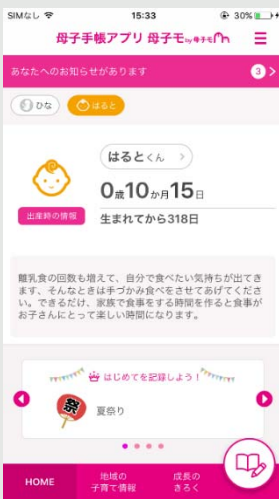 SIMなし 15:33 30%
母子手帳アプリ 母子モ by母子モ
あなたへのお知らせがあります 3
ひな はると
はるとくん
0歳10か月15日
出産時の情報
生まれてから318日
離乳食の回数も増えて、自分で食べたい気持ちが出てき
ます、そんなときは手づかみ食べをさせてあげてくださ
い。できるだけ、家族で食事をする時間を作ると食事が
お子さんにとって楽しい時間になります。
はじめてを記録しよう!
祭
夏祭り
HOME
地域の
子育て情報
成長の
きろく